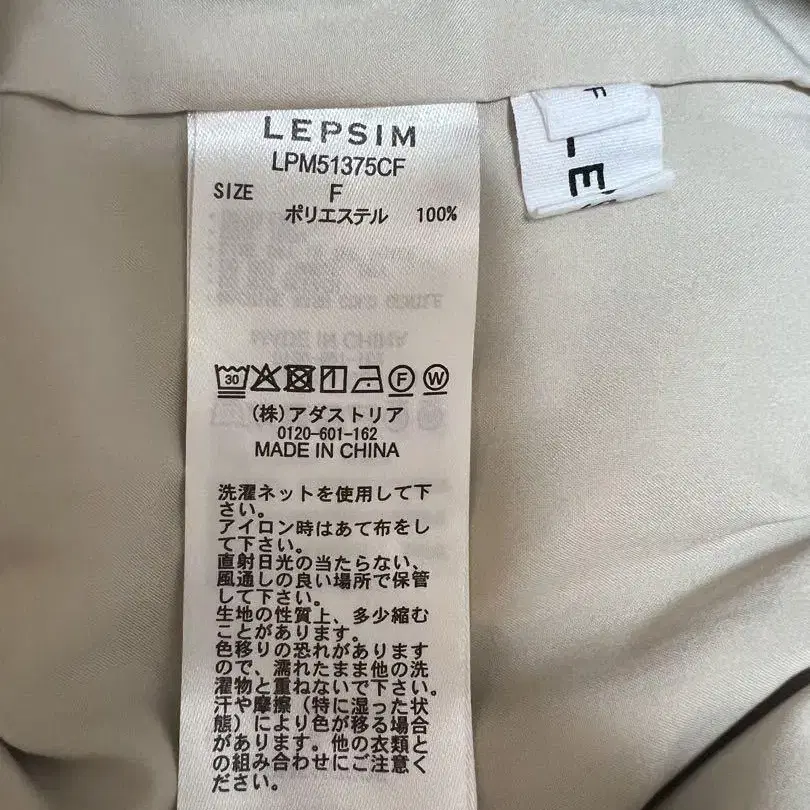 LEPSIM
LPM51375CF
SIZE F
ポリエステル 100%
30 F W
(株)アダストリア
0120-601-162
MADE IN CHINA
洗濯ネットを使用して下
さい。
アイロン時はあて布をし
て下さい。
直射日光の当たらない、
風通しの良い場所で保管
して下さい。
生地の性質上、多少縮む
ことがあります。
色移りの恐れがあります
ので、濡れたまま他の洗
濯物と重ねないで下さい。
汗や摩擦(特に湿った状
態)により色が移る場合
があります。他の衣類と
の組み合わせにご注意く
ださい。
F
LE